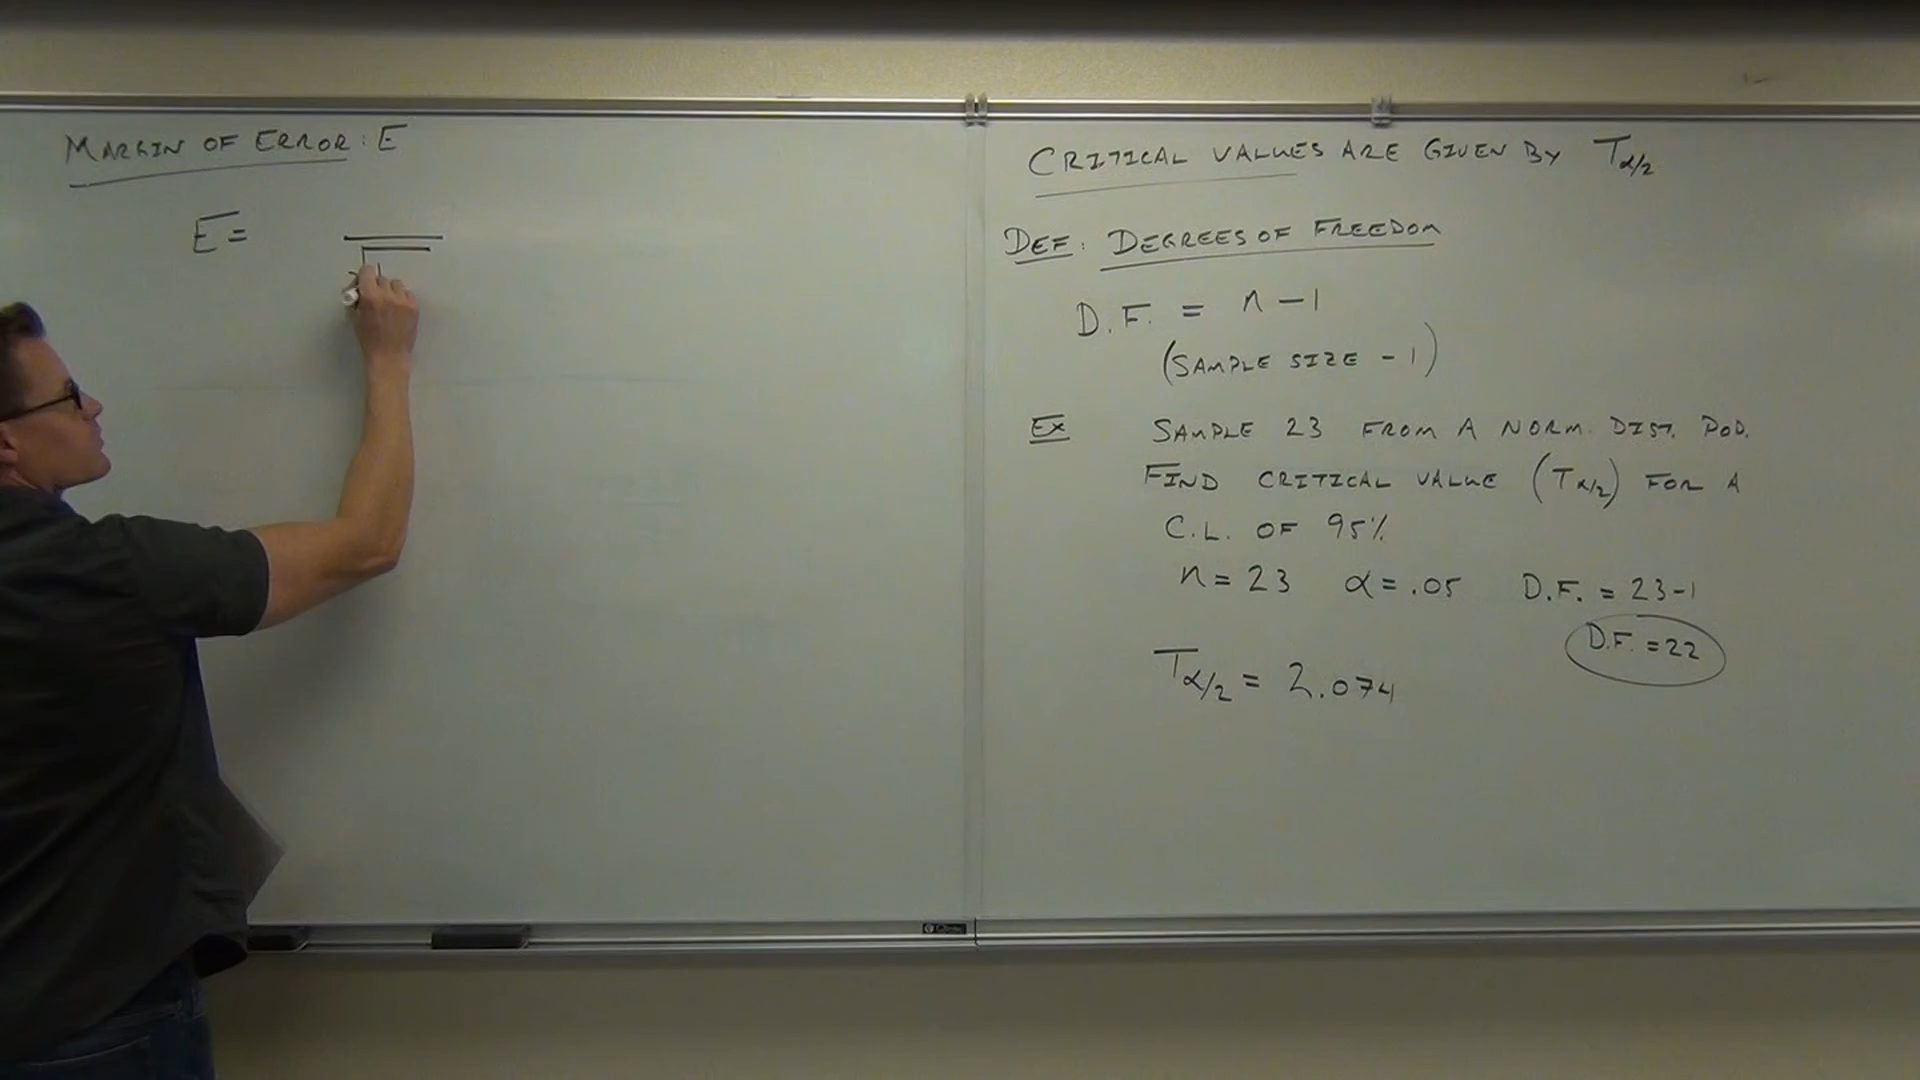 MARGIN OF ERROR: E
E =
CRITICAL VALUES ARE GIVEN BY Tα/2
DEF: DEGREES OF FREEDOM
D.F. = n - 1
(SAMPLE SIZE - 1)
EX SAMPLE 23 FROM A NORM. DIST. POP.
FIND CRITICAL VALUE (Tα/2) FOR A
C.L. OF 95%
n = 23 α = .05 D.F. = 23-1
D.F. = 22
Tα/2 = 2.074